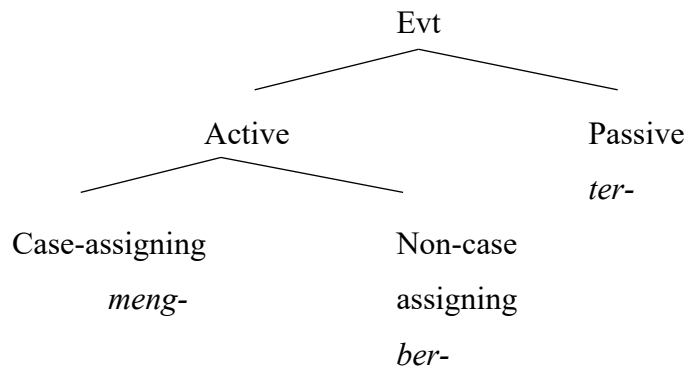 Evt
Active Passive
ter-
Case-assigning Non-case
meng- assigning
ber-